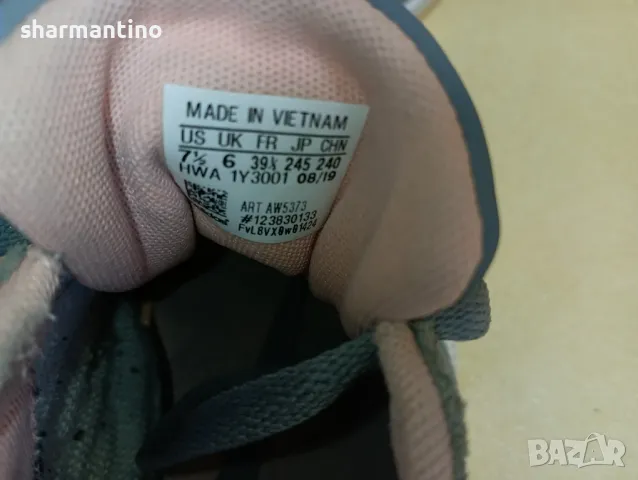 sharmantino
MADE IN VIETNAM
US UK FR JP CHN
7½ 6 39⅓ 245 240
HWA 1Y3001 08/19
ART AW5373
#123830133
FvL8VX0w01424
BAZAR